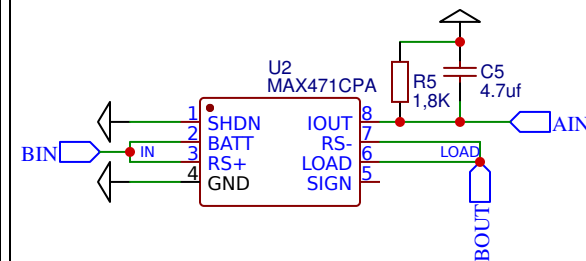 U2
MAX471CPA
R5
1,8K
C5
4.7uf
1 SHDN IOUT 8
2 BATT RS- 7
3 RS+ LOAD 6
4 GND SIGN 5
BIN
IN
LOAD
AIN
BOUT